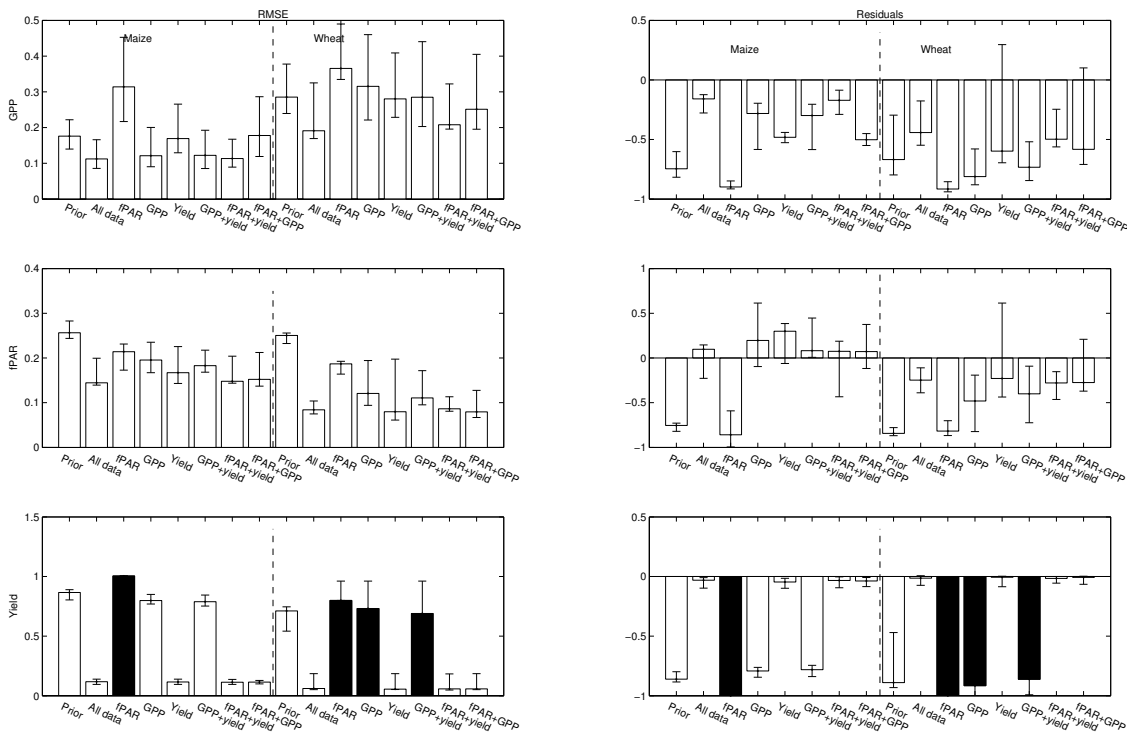 RMSE
Residuals
Maize
Wheat
GPP
0.5
0.4
0.3
0.2
0.1
0
Prior
All data
fPAR
GPP
Yield
GPP+yield
fPAR+yield
fPAR+GPP
Prior
All data
fPAR
GPP
Yield
GPP+yield
fPAR+yield
fPAR+GPP
Maize
Wheat
0.5
0
−0.5
−1
Prior
All data
fPAR
GPP
Yield
GPP+yield
fPAR+yield
fPAR+GPP
Prior
All data
fPAR
GPP
Yield
GPP+yield
fPAR+yield
fPAR+GPP
fPAR
0.4
0.3
0.2
0.1
0
Prior
All data
fPAR
GPP
Yield
GPP+yield
fPAR+yield
fPAR+GPP
Prior
All data
fPAR
GPP
Yield
GPP+yield
fPAR+yield
fPAR+GPP
1
0.5
0
−0.5
−1
Prior
All data
fPAR
GPP
Yield
GPP+yield
fPAR+yield
fPAR+GPP
Prior
All data
fPAR
GPP
Yield
GPP+yield
fPAR+yield
fPAR+GPP
Yield
1.5
1
0.5
0
Prior
All data
fPAR
GPP
Yield
GPP+yield
fPAR+yield
fPAR+GPP
Prior
All data
fPAR
GPP
Yield
GPP+yield
fPAR+yield
fPAR+GPP
0.5
0
−0.5
−1
Prior
All data
fPAR
GPP
Yield
GPP+yield
fPAR+yield
fPAR+GPP
Prior
All data
fPAR
GPP
Yield
GPP+yield
fPAR+yield
fPAR+GPP